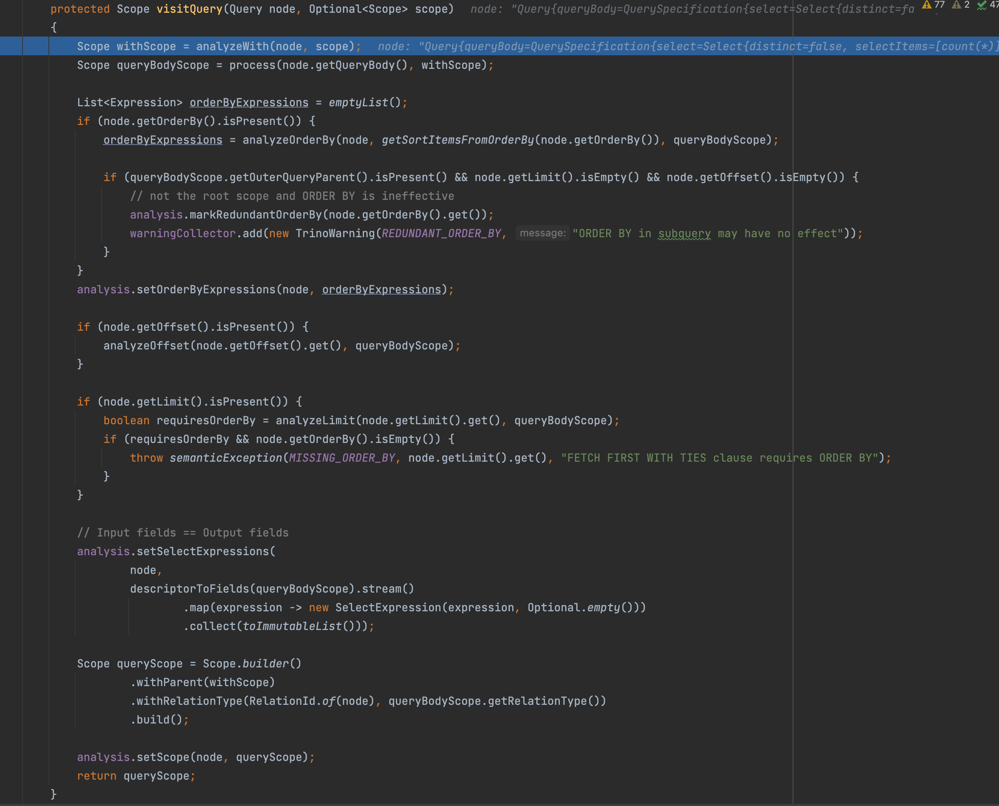 protected Scope visitQuery(Query node, Optional<Scope> scope)   node: "Query{queryBody=QuerySpecification{select=Select{distinct=fa   77   2   47
{
    Scope withScope = analyzeWith(node, scope);   node: "Query{queryBody=QuerySpecification{select=Select{distinct=false, selectItems=[count(*)]
    Scope queryBodyScope = process(node.getQueryBody(), withScope);

    List<Expression> orderByExpressions = emptyList();
    if (node.getOrderBy().isPresent()) {
        orderByExpressions = analyzeOrderBy(node, getSortItemsFromOrderBy(node.getOrderBy()), queryBodyScope);

        if (queryBodyScope.getOuterQueryParent().isPresent() && node.getLimit().isEmpty() && node.getOffset().isEmpty()) {
            // not the root scope and ORDER BY is ineffective
            analysis.markRedundantOrderBy(node.getOrderBy().get());
            warningCollector.add(new TrinoWarning(REDUNDANT_ORDER_BY, message: "ORDER BY in subquery may have no effect"));
        }
    }
    analysis.setOrderByExpressions(node, orderByExpressions);

    if (node.getOffset().isPresent()) {
        analyzeOffset(node.getOffset().get(), queryBodyScope);
    }

    if (node.getLimit().isPresent()) {
        boolean requiresOrderBy = analyzeLimit(node.getLimit().get(), queryBodyScope);
        if (requiresOrderBy && node.getOrderBy().isEmpty()) {
            throw semanticException(MISSING_ORDER_BY, node.getLimit().get(), "FETCH FIRST WITH TIES clause requires ORDER BY");
        }
    }

    // Input fields == Output fields
    analysis.setSelectExpressions(
            node,
            descriptorToFields(queryBodyScope).stream()
                    .map(expression -> new SelectExpression(expression, Optional.empty()))
                    .collect(toImmutableList()));

    Scope queryScope = Scope.builder()
            .withParent(withScope)
            .withRelationType(RelationId.of(node), queryBodyScope.getRelationType())
            .build();

    analysis.setScope(node, queryScope);
    return queryScope;
}